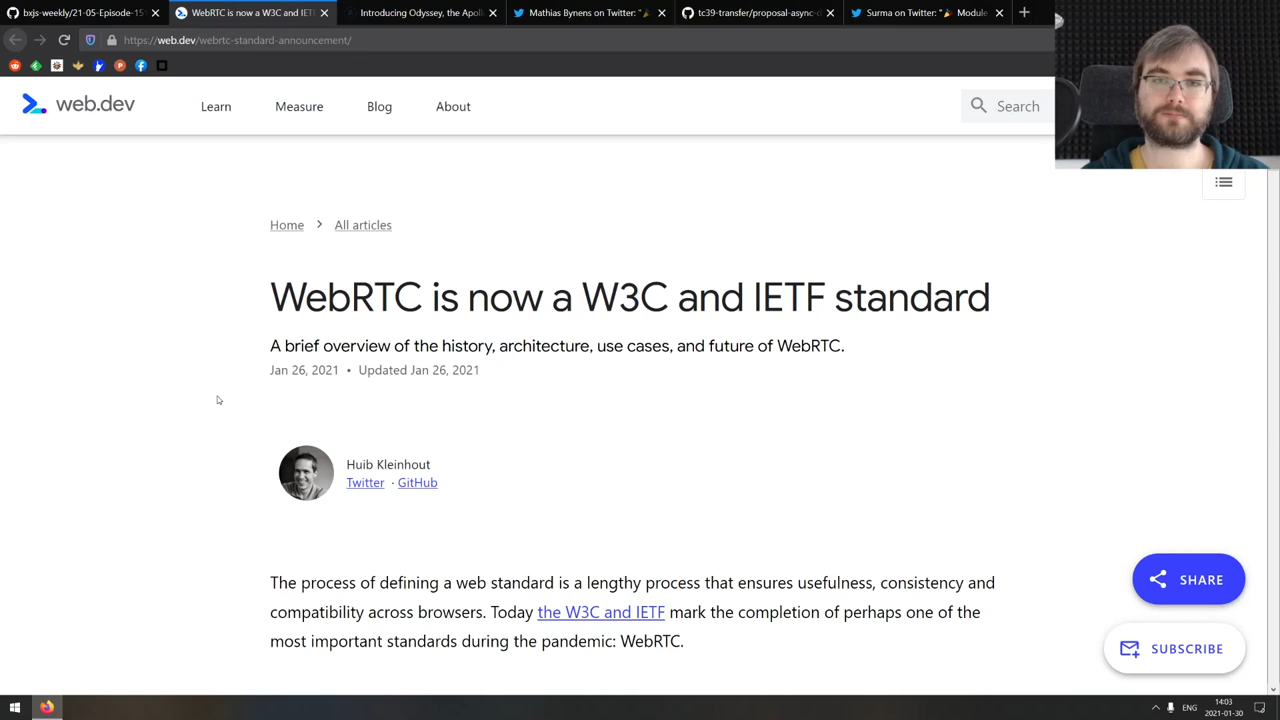 bxjs-weekly/21-05-Episode-15
WebRTC is now a W3C and IETF
Introducing Odyssey, the Apoll
Mathias Bynens on Twitter: "
tc39-transfer/proposal-async-d
Surma on Twitter: "🎉 Module
https://web.dev/webrtc-standard-announcement/
web.dev
Learn
Measure
Blog
About
Search
Home
All articles
WebRTC is now a W3C and IETF standard
A brief overview of the history, architecture, use cases, and future of WebRTC.
Jan 26, 2021 • Updated Jan 26, 2021
Huib Kleinhout
Twitter · GitHub
The process of defining a web standard is a lengthy process that ensures usefulness, consistency and
compatibility across browsers. Today the W3C and IETF mark the completion of perhaps one of the
most important standards during the pandemic: WebRTC.
SHARE
SUBSCRIBE
ENG
14:03
2021-01-30